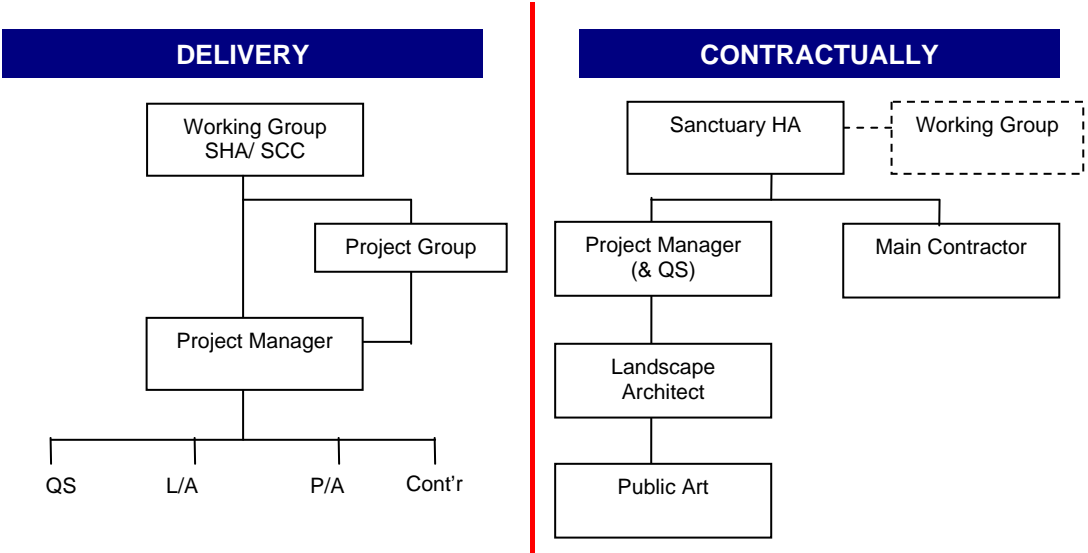 DELIVERY
Working Group
SHA/ SCC
Project Group
Project Manager
QS
L/A
P/A
Cont'r
CONTRACTUALLY
Sanctuary HA
Working Group
Project Manager
(& QS)
Main Contractor
Landscape
Architect
Public Art